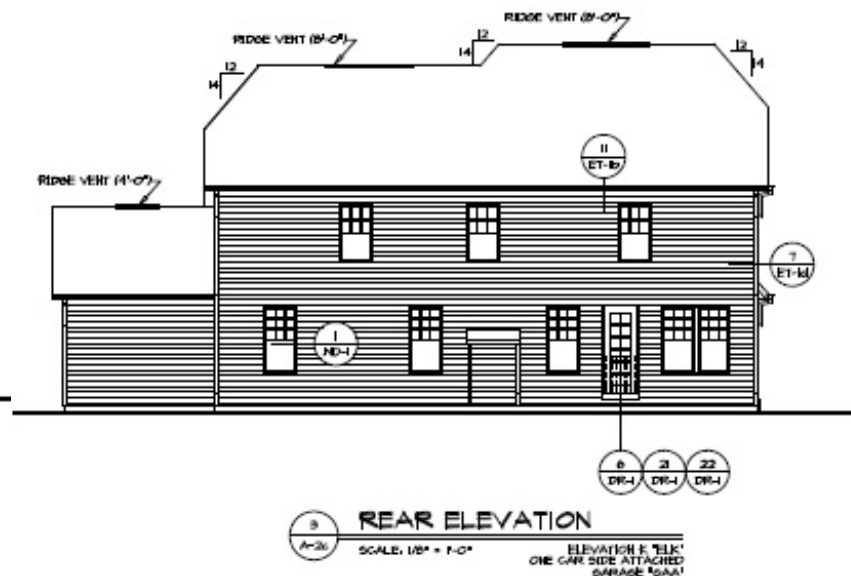 RIDGE VENT (8'-0")
RIDGE VENT (8'-0")
12
14
12
14
12
14
RIDGE VENT (4'-0")
11
ET-1b
7
ET-1d
1
WD-1
6
DR-1
21
DR-1
22
DR-1
3
A-2c
REAR ELEVATION
SCALE: 1/8" = 1'-0"
ELEVATION K "ELK"
ONE CAR SIDE ATTACHED
GARAGE "GAA"